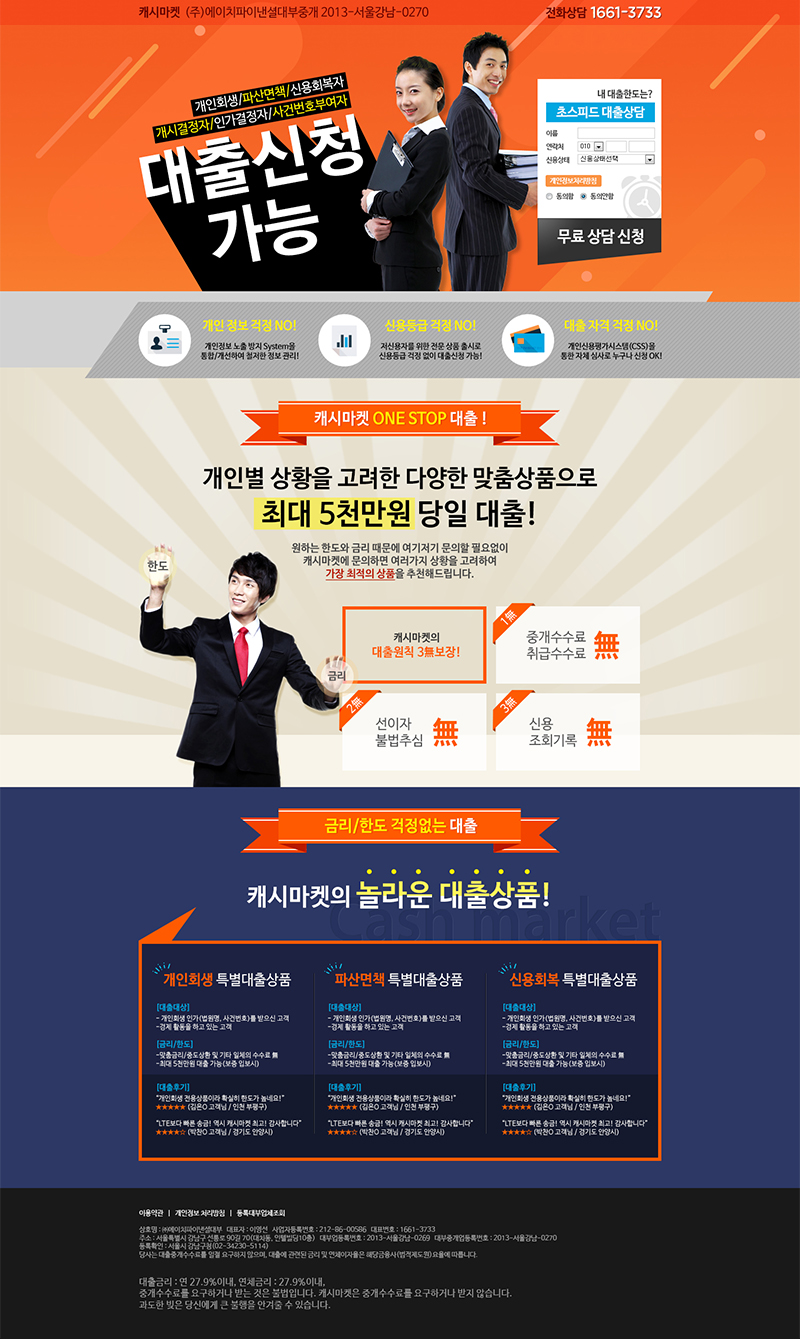 캐시마켓 (주)에이치파이낸셜대부중개 2013-서울강남-0270
전화상담 1661-3733
개인회생/파산면책/신용회복자
개시결정자/인가결정자/사건번호부여자
대출신청
가능
내 대출한도는?
초스피드 대출상담
이름
연락처 010
신용상태 신용상태선택
개인정보처리방침
동의함 동의안함
무료 상담 신청
개인 정보 걱정 NO!
개인정보 노출 방지 System을
통합/개선하여 철저한 정보 관리!
신용등급 걱정 NO!
저신용자를 위한 전문 상품 출시로
신용등급 걱정 없이 대출신청 가능!
대출 자격 걱정 NO!
개인신용평가시스템(CSS)을
통한 자체 심사로 누구나 신청 OK!
캐시마켓 ONE STOP 대출 !
개인별 상황을 고려한 다양한 맞춤상품으로
최대 5천만원 당일 대출!
원하는 한도와 금리 때문에 여기저기 문의할 필요없이
캐시마켓에 문의하면 여러가지 상황을 고려하여
가장 최적의 상품을 추천해드립니다.
한도
금리
캐시마켓의
대출원칙 3無보장!
1無
중개수수료
취급수수료 無
2無
선이자
불법추심 無
3無
신용
조회기록 無
금리/한도 걱정없는 대출
캐시마켓의 놀라운 대출상품!
Cash market
개인회생 특별대출상품
[대출대상]
- 개인회생 인가(법원명, 사건번호)를 받으신 고객
-경제 활동을 하고 있는 고객
[금리/한도]
-맞춤금리/중도상환 및 기타 일체의 수수료 無
-최대 5천만원 대출 가능(보증 입보시)
[대출후기]
"개인회생 전용상품이라 확실히 한도가 높네요!"
★★★★★ (김은O 고객님 / 인천 부평구)
"LTE보다 빠른 송금! 역시 캐시마켓 최고! 감사합니다"
★★★★☆ (박찬O 고객님 / 경기도 안양시)
파산면책 특별대출상품
[대출대상]
- 개인회생 인가(법원명, 사건번호)를 받으신 고객
-경제 활동을 하고 있는 고객
[금리/한도]
-맞춤금리/중도상환 및 기타 일체의 수수료 無
-최대 5천만원 대출 가능(보증 입보시)
[대출후기]
"개인회생 전용상품이라 확실히 한도가 높네요!"
★★★★★ (김은O 고객님 / 인천 부평구)
"LTE보다 빠른 송금! 역시 캐시마켓 최고! 감사합니다"
★★★★☆ (박찬O 고객님 / 경기도 안양시)
신용회복 특별대출상품
[대출대상]
- 개인회생 인가(법원명, 사건번호)를 받으신 고객
-경제 활동을 하고 있는 고객
[금리/한도]
-맞춤금리/중도상환 및 기타 일체의 수수료 無
-최대 5천만원 대출 가능(보증 입보시)
[대출후기]
"개인회생 전용상품이라 확실히 한도가 높네요!"
★★★★★ (김은O 고객님 / 인천 부평구)
"LTE보다 빠른 송금! 역시 캐시마켓 최고! 감사합니다"
★★★★☆ (박찬O 고객님 / 경기도 안양시)
이용약관 | 개인정보 처리방침 | 등록대부업체조회
상호명 : ㈜에이치파이낸셜대부 대표자 : 이영선 사업자등록번호 : 212-86-00586 대표번호 : 1661-3733
주소 : 서울특별시 강남구 선릉로 90길 70(대치동, 인텔빌딩10층) 대부업등록번호 : 2013-서울강남-0269 대부중개업등록번호 : 2013-서울강남-0270
등록확인 : 서울시 강남구청(02-34230-5114)
당사는 대출중개수수료를 일절 요구하지 않으며, 대출에 관련된 금리 및 연체이자율은 해당금융사(법적제도원)요율에 따릅니다.
대출금리 : 연 27.9%이내, 연체금리 : 27.9%이내,
중개수수료를 요구하거나 받는 것은 불법입니다. 캐시마켓은 중개수수료를 요구하거나 받지 않습니다.
과도한 빚은 당신에게 큰 불행을 안겨줄 수 있습니다.